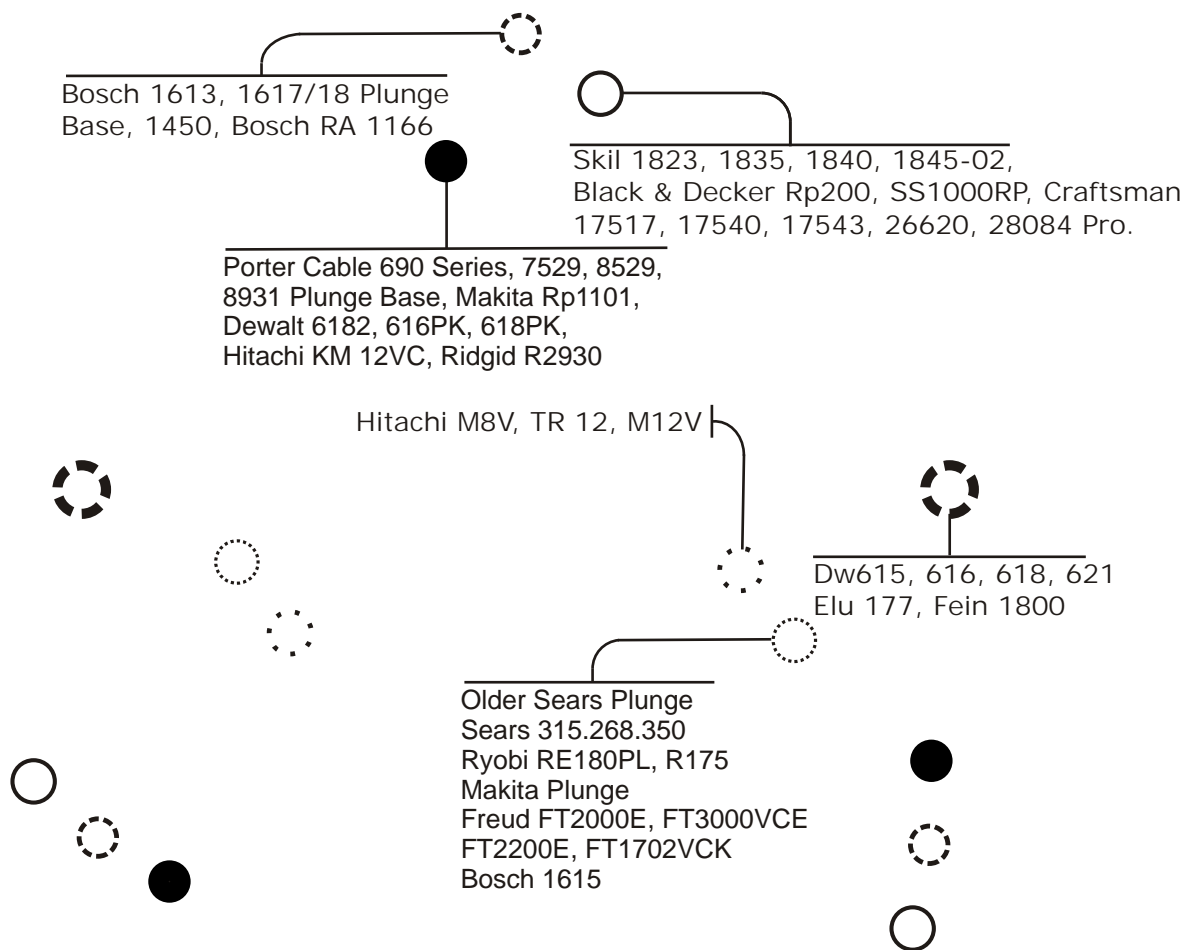 Bosch 1613, 1617/18 Plunge
Base, 1450, Bosch RA 1166
Skil 1823, 1835, 1840, 1845-02,
Black & Decker Rp200, SS1000RP, Craftsman
17517, 17540, 17543, 26620, 28084 Pro.
Porter Cable 690 Series, 7529, 8529,
8931 Plunge Base, Makita Rp1101,
Dewalt 6182, 616PK, 618PK,
Hitachi KM 12VC, Ridgid R2930
Hitachi M8V, TR 12, M12V
Dw615, 616, 618, 621
Elu 177, Fein 1800
Older Sears Plunge
Sears 315.268.350
Ryobi RE180PL, R175
Makita Plunge
Freud FT2000E, FT3000VCE
FT2200E, FT1702VCK
Bosch 1615